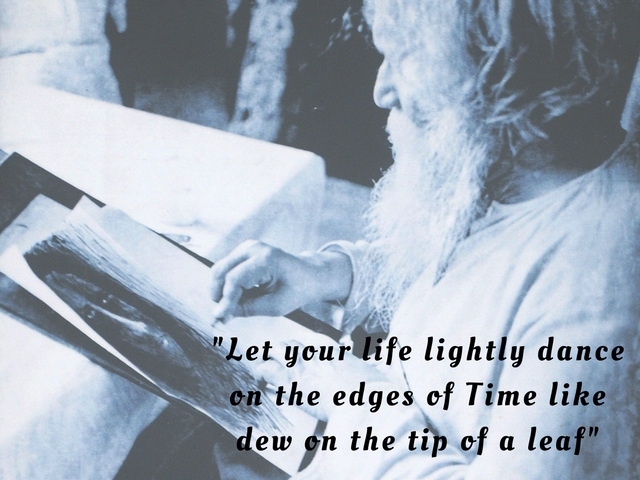 "Let your life lightly dance
on the edges of Time like
dew on the tip of a leaf"